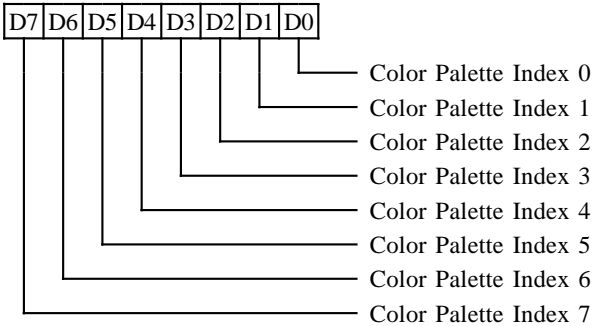 D7 D6 D5 D4 D3 D2 D1 D0
Color Palette Index 0
Color Palette Index 1
Color Palette Index 2
Color Palette Index 3
Color Palette Index 4
Color Palette Index 5
Color Palette Index 6
Color Palette Index 7